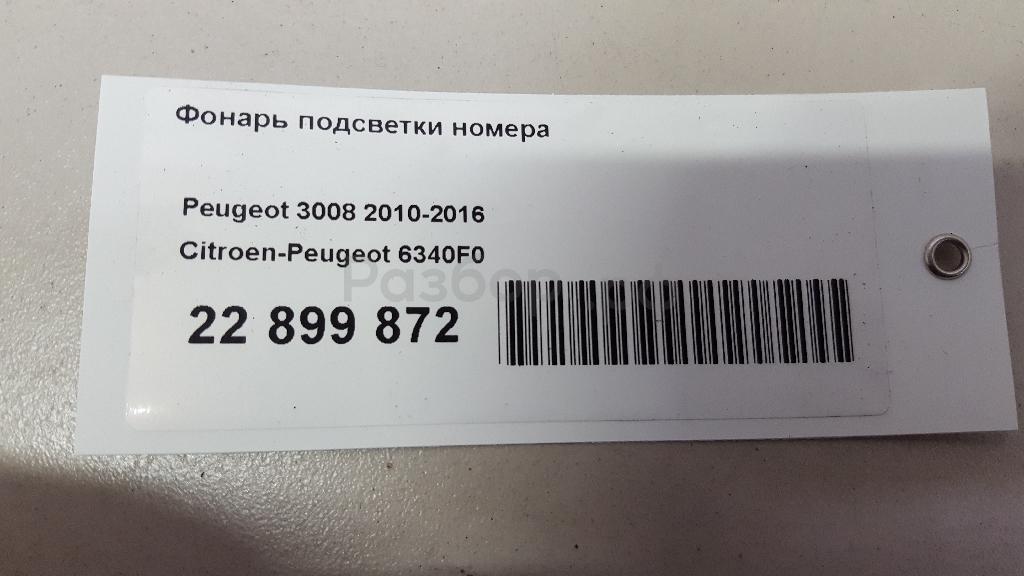 Фонарь подсветки номера
Peugeot 3008 2010-2016
Citroen-Peugeot 6340F0
22 899 872